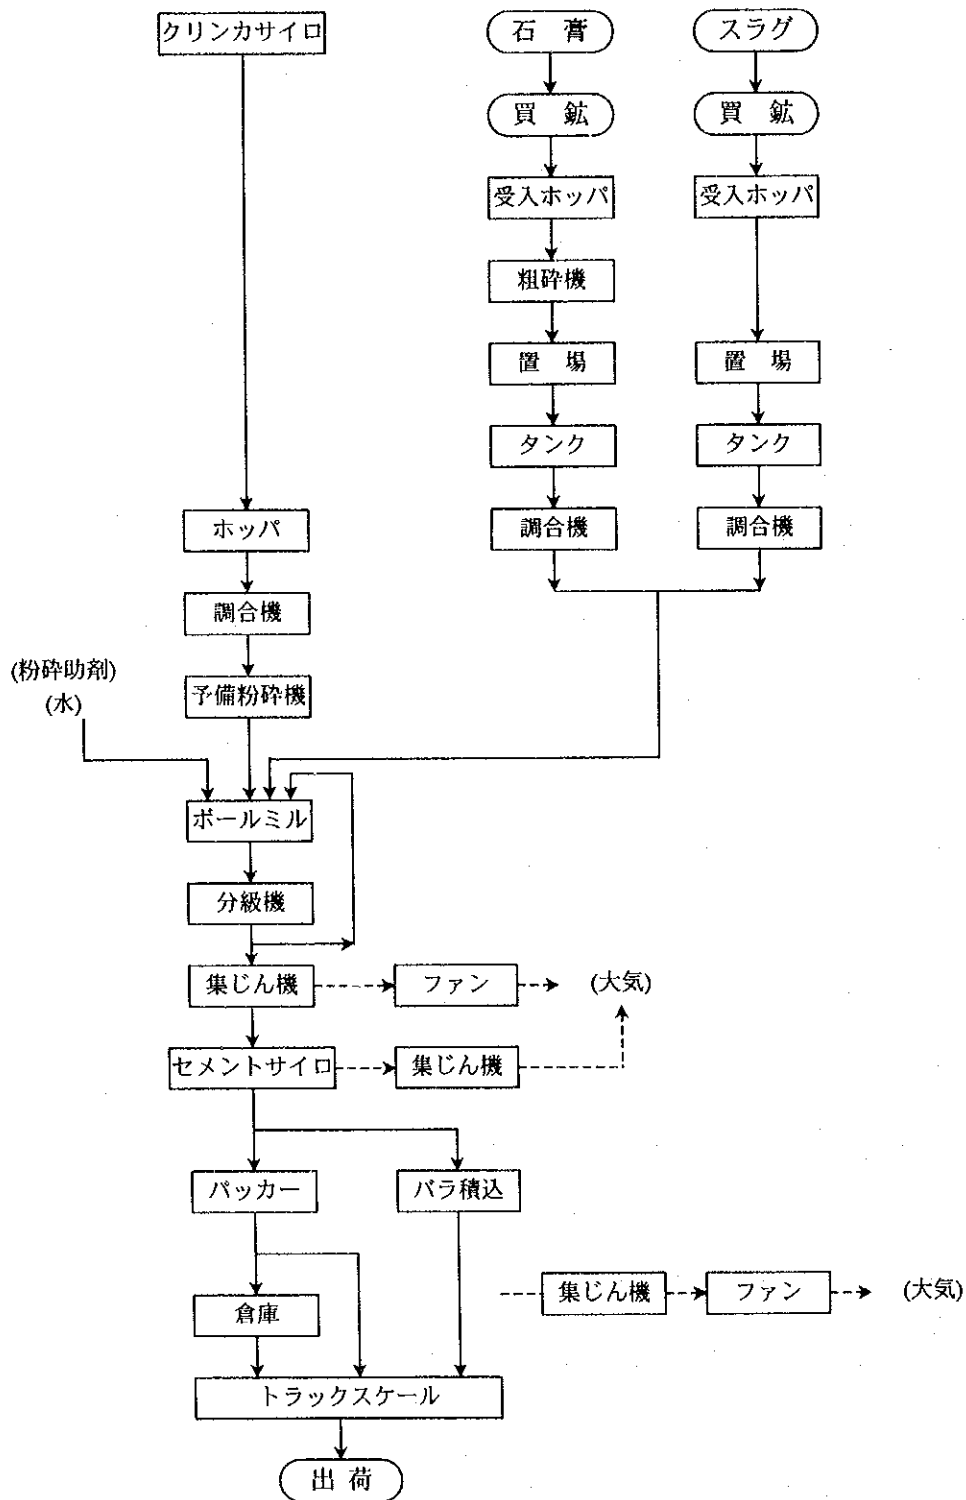 クリンカサイロ
石 膏
スラグ
買 鉱
買 鉱
受入ホッパ
受入ホッパ
粗砕機
置 場
置 場
タンク
タンク
ホッパ
調合機
調合機
調合機
(粉砕助剤)
(水)
予備粉砕機
ボールミル
分級機
集じん機
ファン
(大気)
セメントサイロ
集じん機
パッカー
バラ積込
集じん機
ファン
(大気)
倉庫
トラックスケール
出 荷